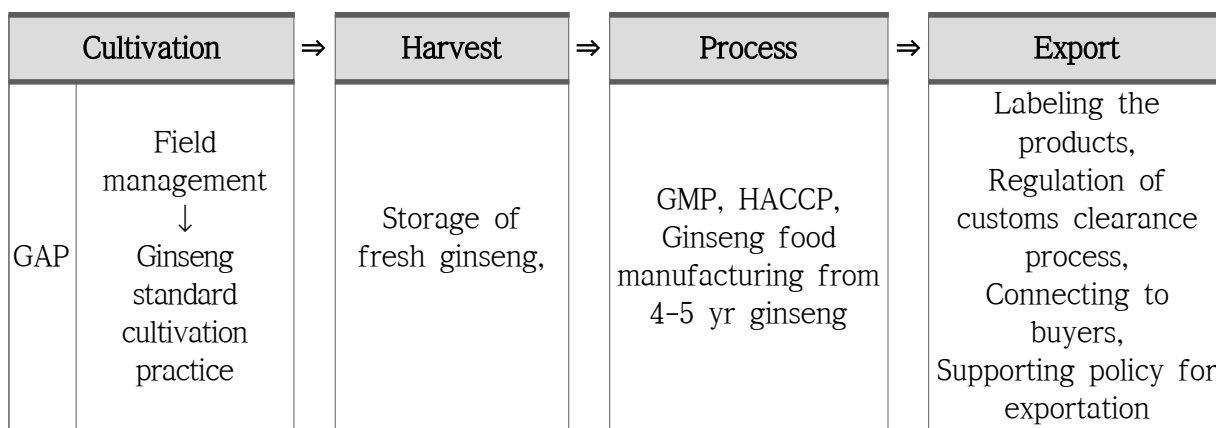 Cultivation ⇒ Harvest ⇒ Process ⇒ Export
GAP
Field
management
↓
Ginseng
standard
cultivation
practice
Storage of
fresh ginseng,
GMP, HACCP,
Ginseng food
manufacturing from
4-5 yr ginseng
Labeling the
products,
Regulation of
customs clearance
process,
Connecting to
buyers,
Supporting policy for
exportation